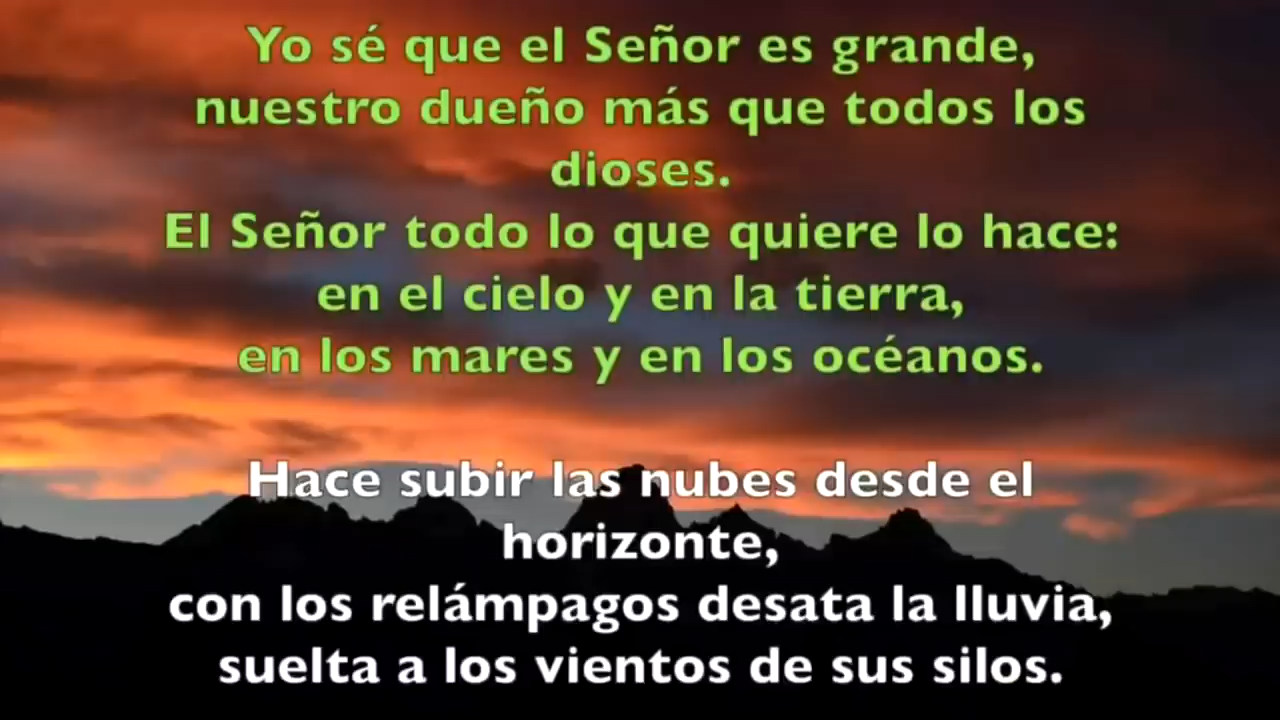 Yo sé que el Señor es grande,
nuestro dueño más que todos los
dioses.
El Señor todo lo que quiere lo hace:
en el cielo y en la tierra,
en los mares y en los océanos.
Hace subir las nubes desde el
horizonte,
con los relámpagos desata la lluvia,
suelta a los vientos de sus silos.